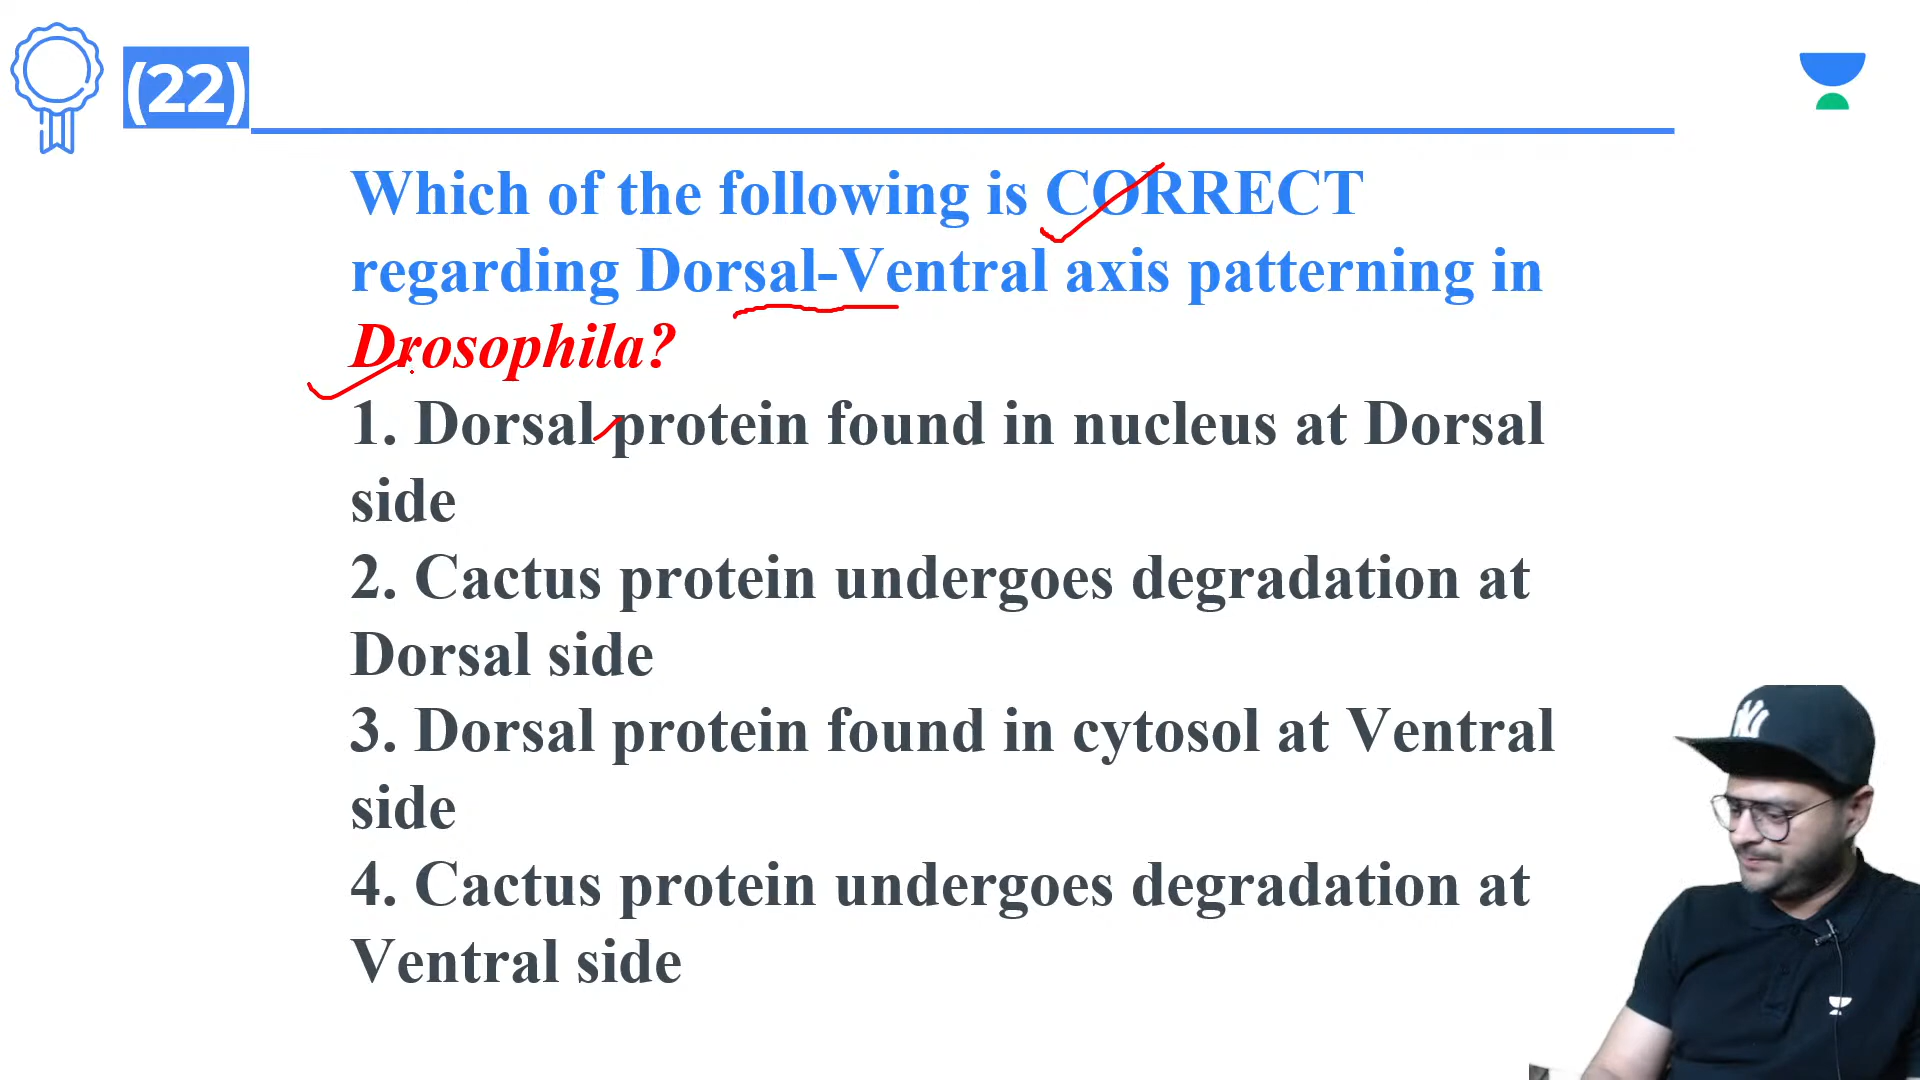 (22)
Which of the following is CORRECT
regarding Dorsal-Ventral axis patterning in
Drosophila?
1. Dorsal protein found in nucleus at Dorsal
side
2. Cactus protein undergoes degradation at
Dorsal side
3. Dorsal protein found in cytosol at Ventral
side
4. Cactus protein undergoes degradation at
Ventral side
NY